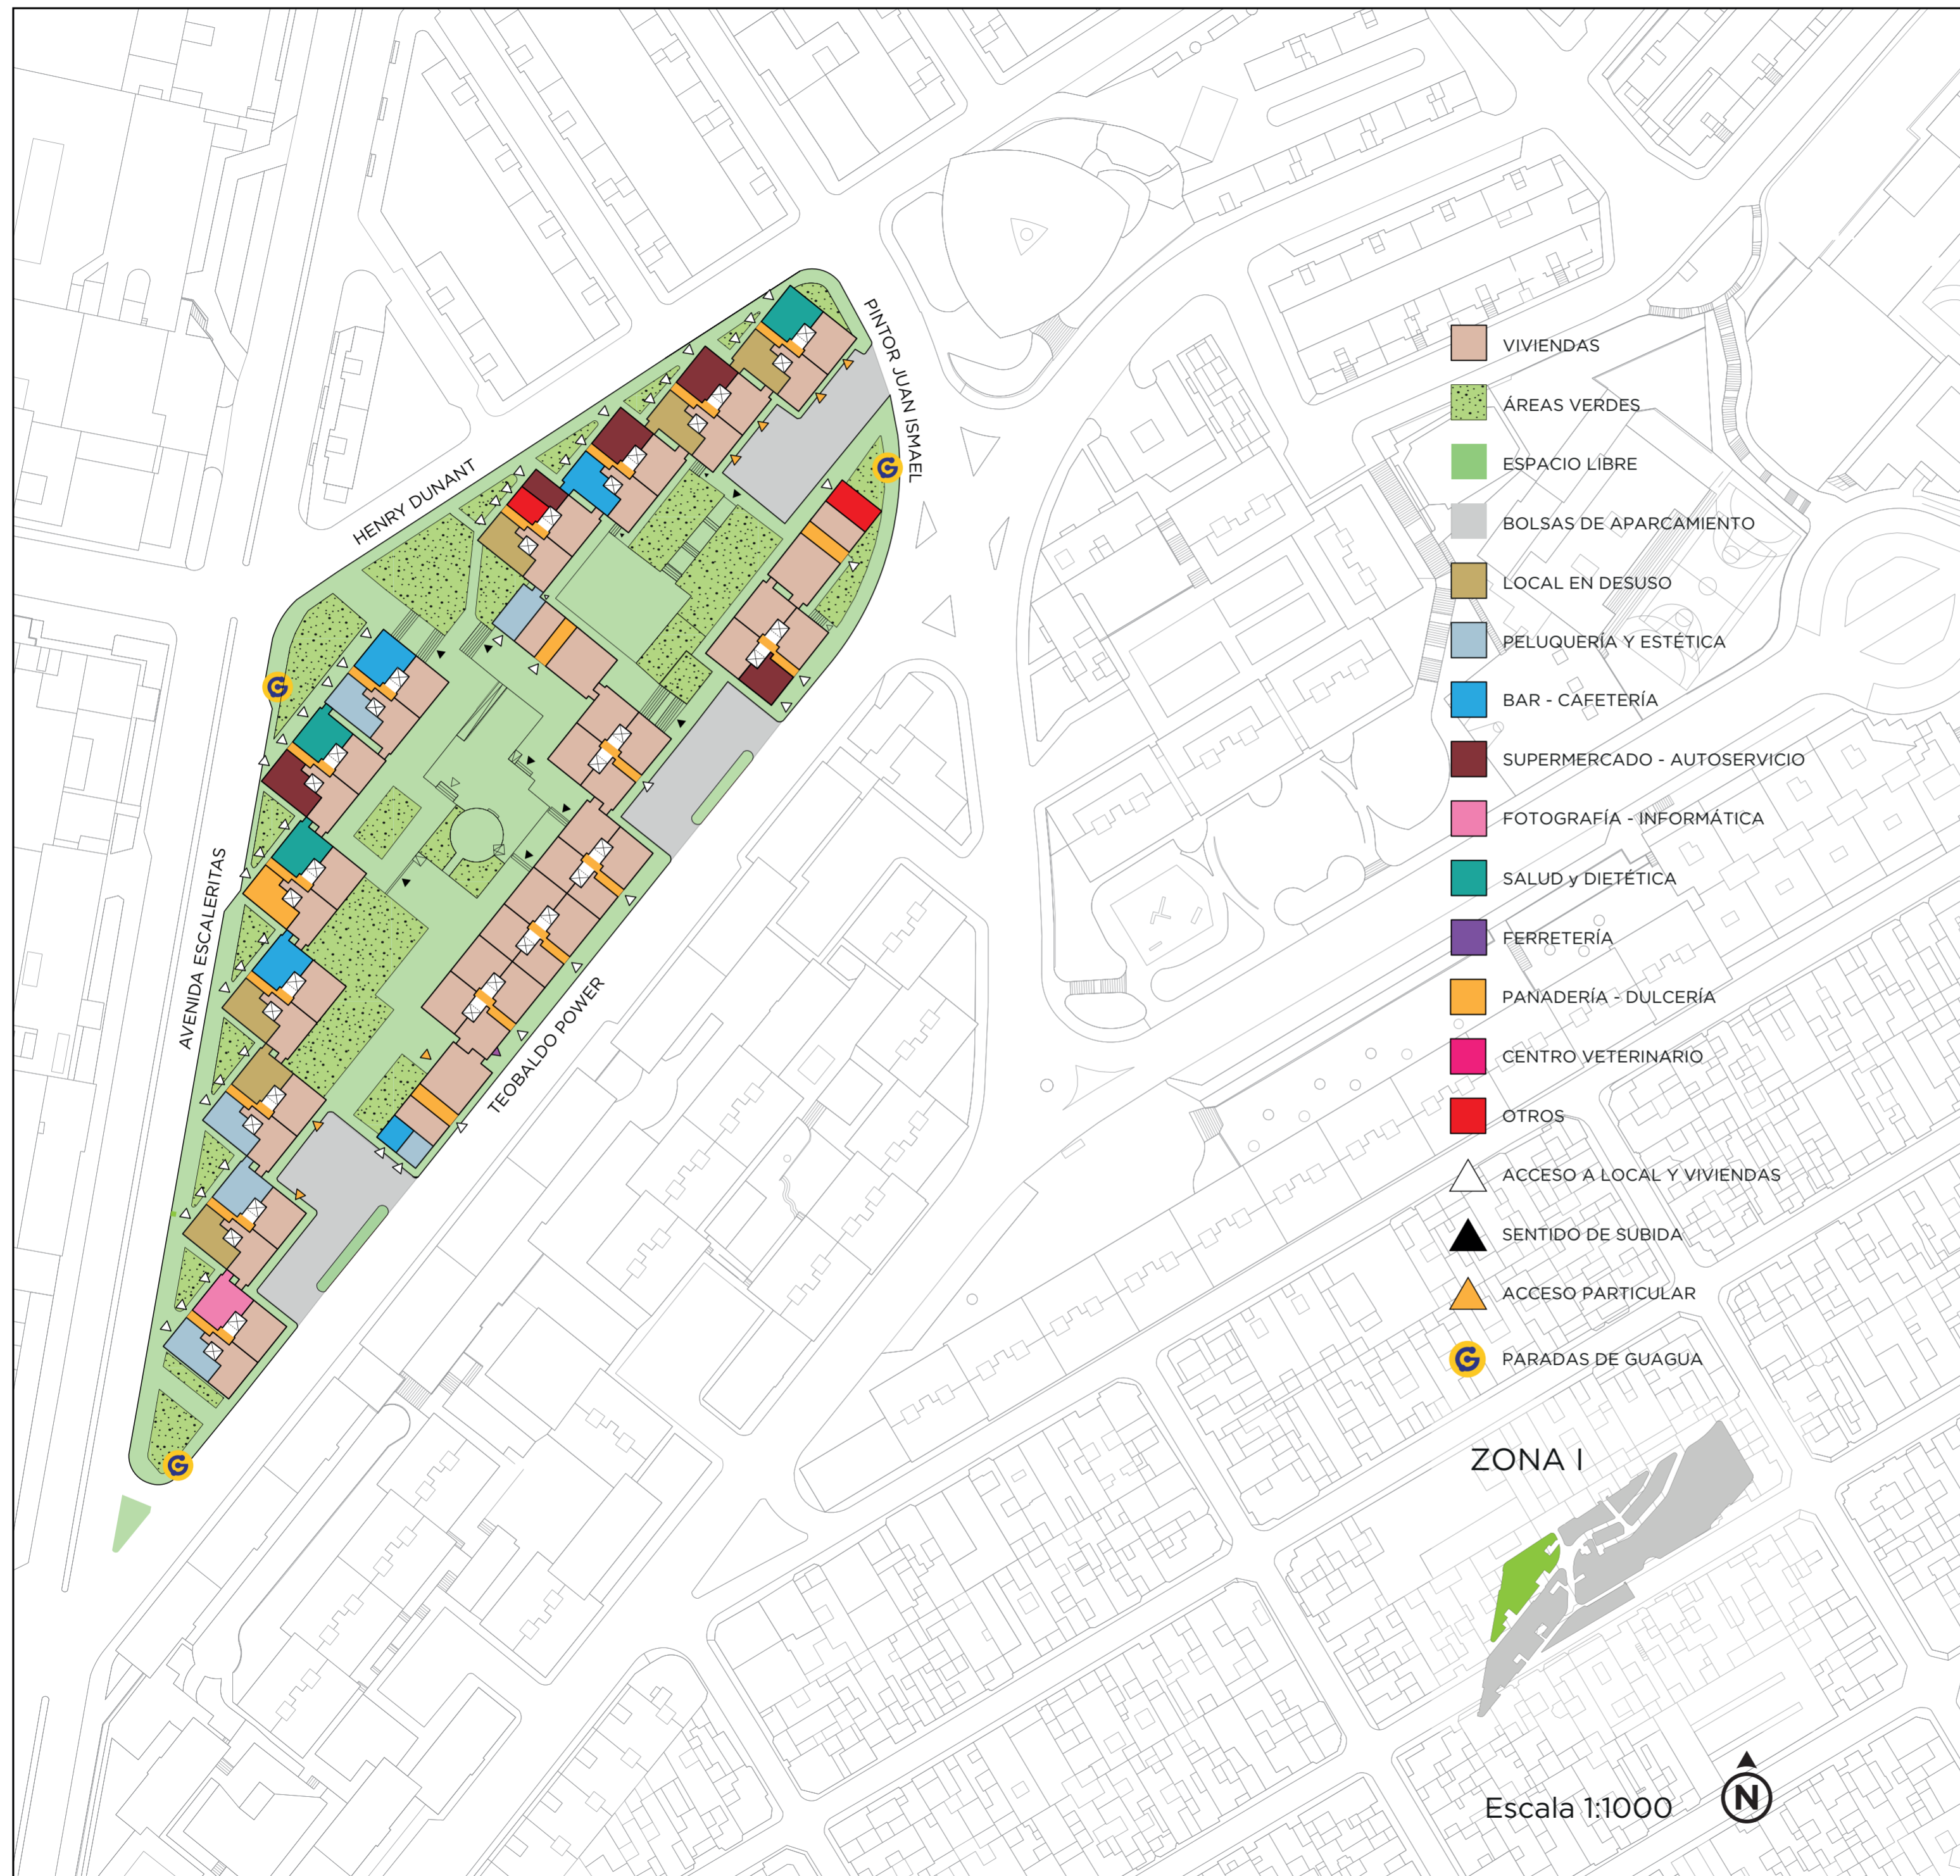 PINTOR JUAN ISMAEL
HENRY DUNANT
AVENIDA ESCALERITAS
TEOBALDO POWER
VIVIENDAS
ÁREAS VERDES
ESPACIO LIBRE
BOLSAS DE APARCAMIENTO
LOCAL EN DESUSO
PELUQUERÍA Y ESTÉTICA
BAR - CAFETERÍA
SUPERMERCADO - AUTOSERVICIO
FOTOGRAFÍA - INFORMÁTICA
SALUD y DIETÉTICA
FERRETERÍA
PANADERÍA - DULCERÍA
CENTRO VETERINARIO
OTROS
ACCESO A LOCAL Y VIVIENDAS
SENTIDO DE SUBIDA
ACCESO PARTICULAR
G PARADAS DE GUAGUA
G
G
G
ZONA I
Escala 1:1000
N